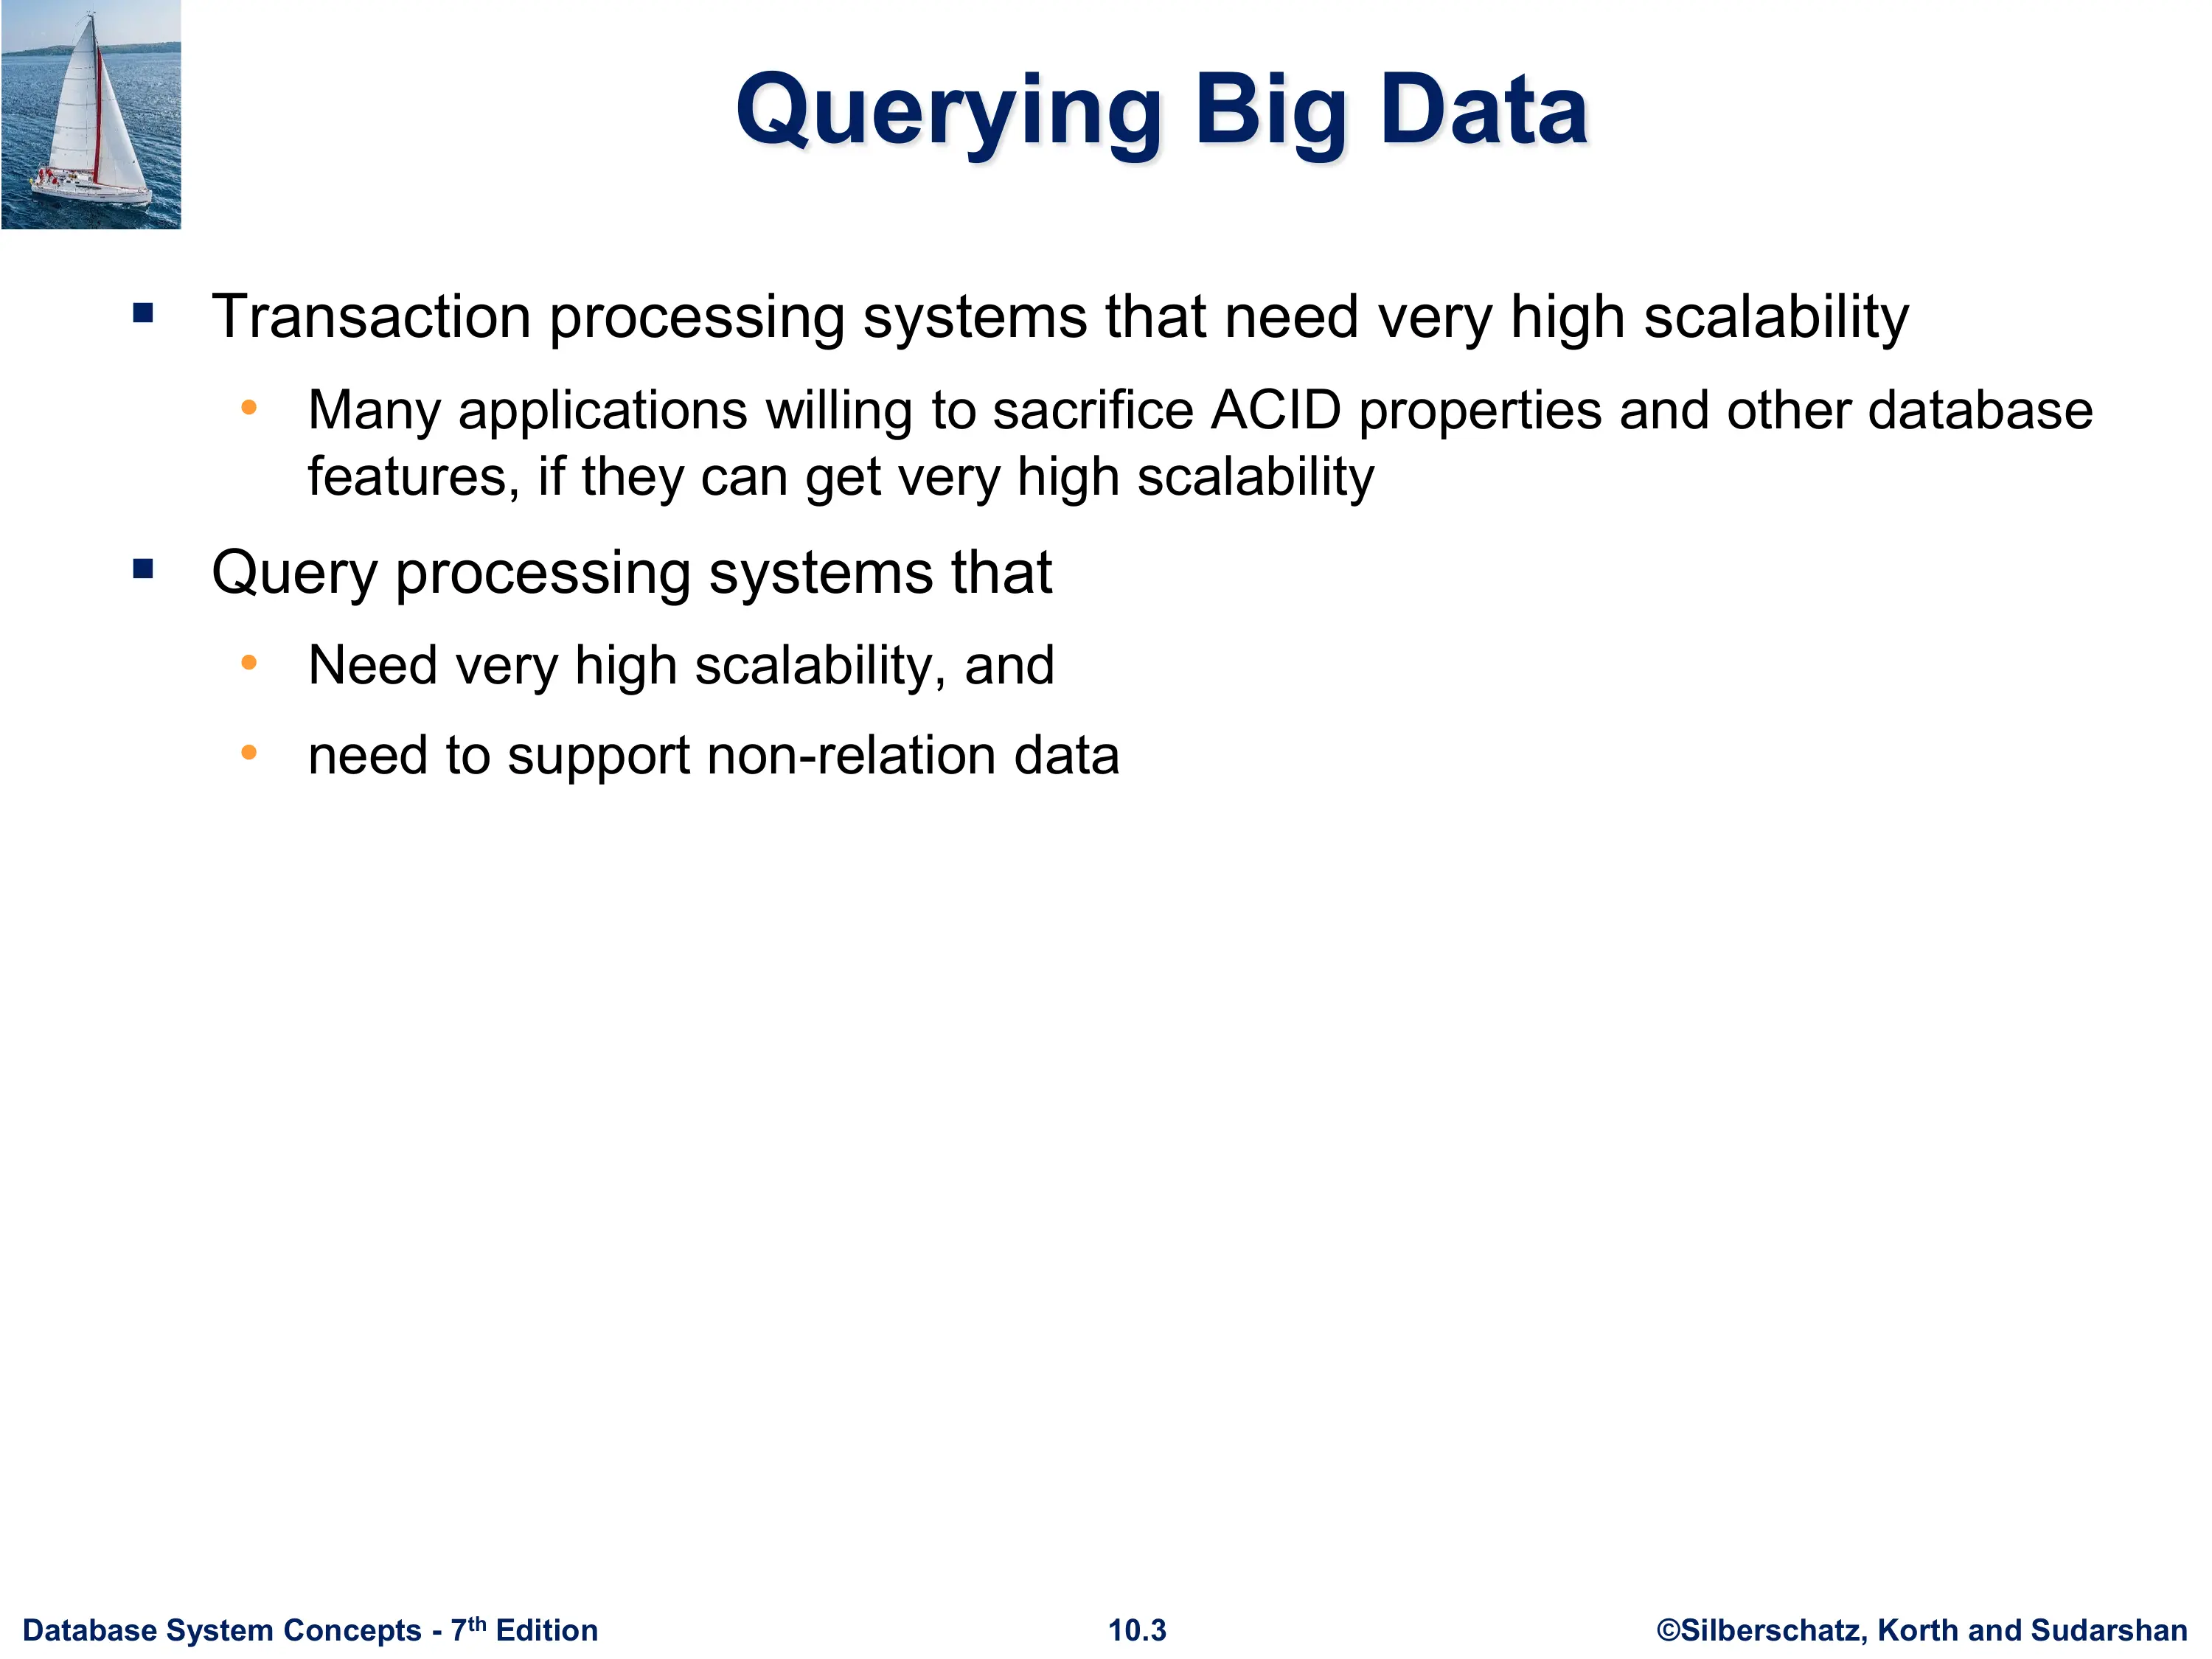 Querying Big Data
▪ Transaction processing systems that need very high scalability
• Many applications willing to sacrifice ACID properties and other database
features, if they can get very high scalability
▪ Query processing systems that
• Need very high scalability, and
• need to support non-relation data
Database System Concepts - 7th Edition
10.3
©Silberschatz, Korth and Sudarshan